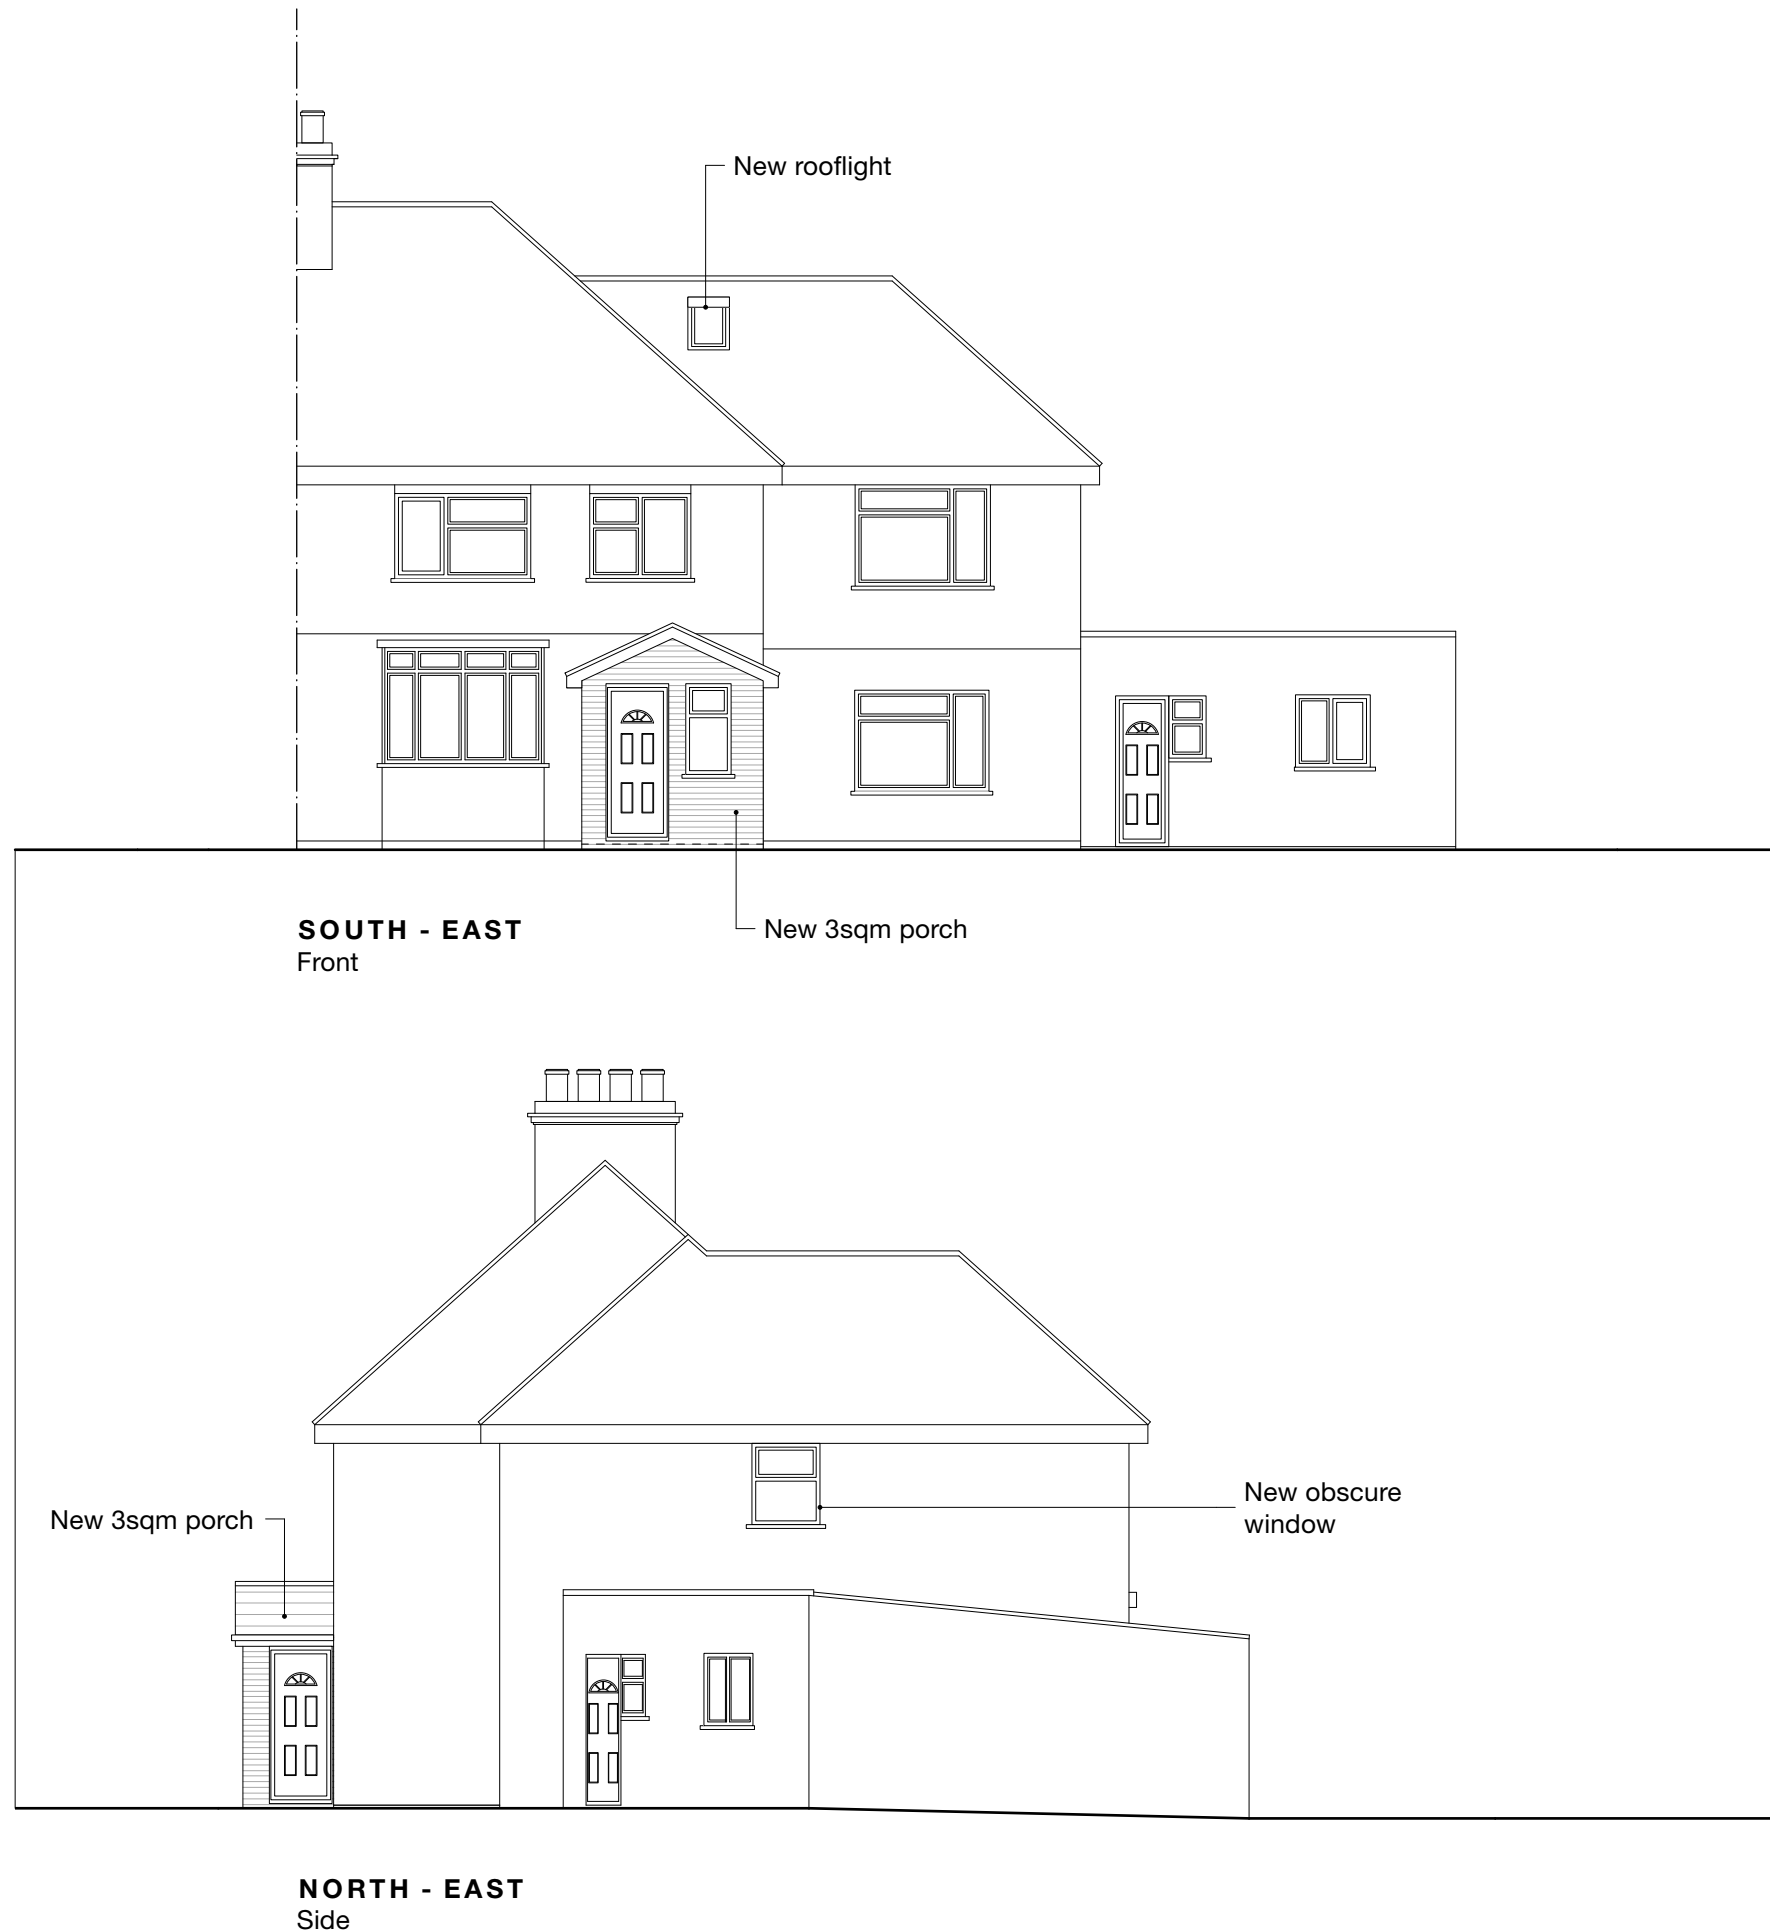 New rooflight
SOUTH - EAST
Front
New 3sqm porch
New 3sqm porch
New obscure
window
NORTH - EAST
Side